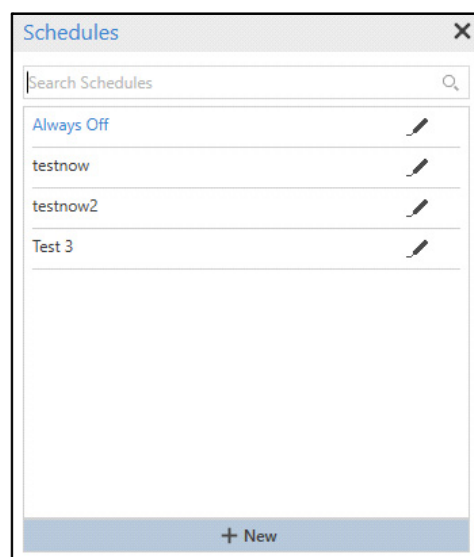 Schedules
Search Schedules
Always Off
testnow
testnow2
Test 3
+ New